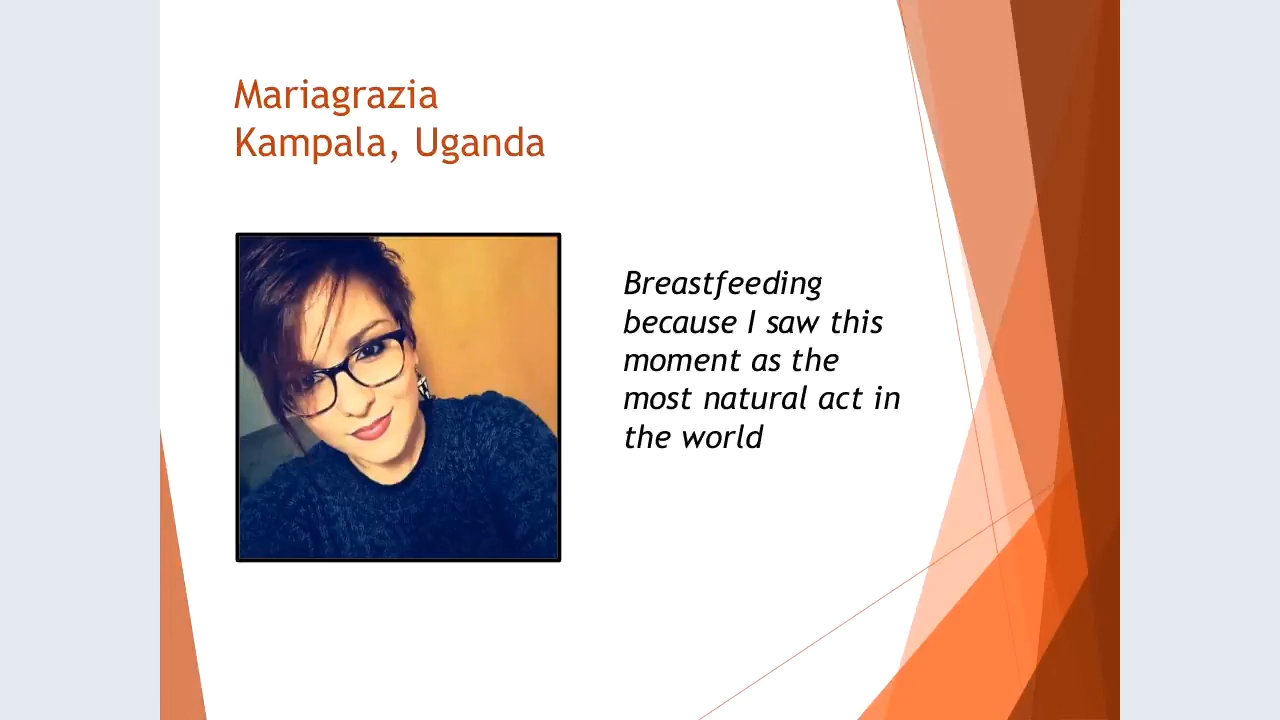 Mariagrazia
Kampala, Uganda
Breastfeeding
because I saw this
moment as the
most natural act in
the world